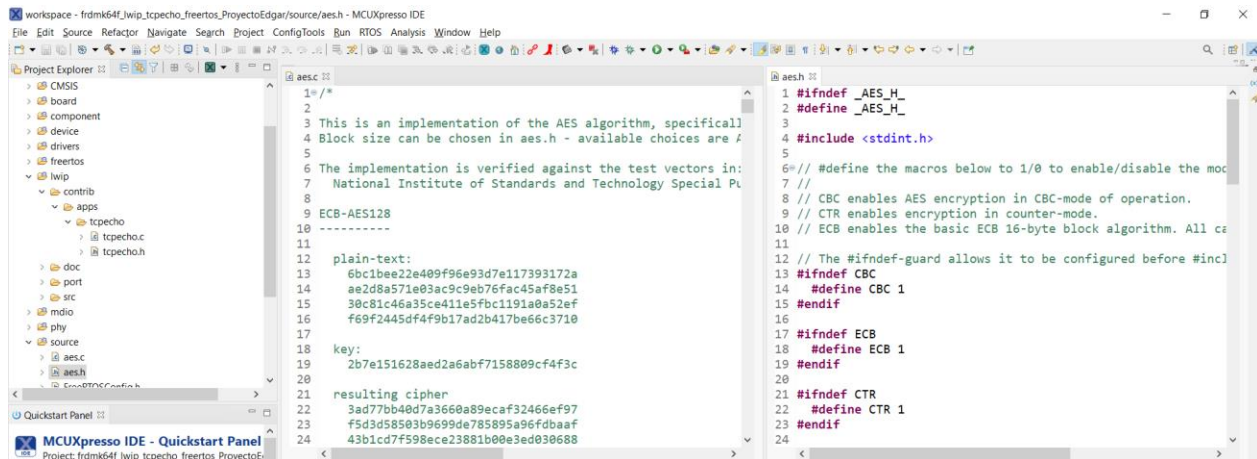 workspace - frdmk64f_lwip_tcpecho_freertos_ProyectoEdgar/source/aes.h - MCUXpresso IDE
File Edit Source Refactor Navigate Search Project ConfigTools Run RTOS Analysis Window Help
Project Explorer
CMSIS
board
component
device
drivers
freertos
lwip
contrib
apps
tcpecho
tcpecho.c
tcpecho.h
doc
port
src
mdio
phy
source
aes.c
aes.h
FreeRTOSConfig.h
Quickstart Panel
MCUXpresso IDE - Quickstart Panel
IDE
Project: frdmk64f_lwip_tcpecho_freertos_ProyectoE
aes.c
1 /*
2
3 This is an implementation of the AES algorithm, specifical
4 Block size can be chosen in aes.h - available choices are
5
6 The implementation is verified against the test vectors in:
7 National Institute of Standards and Technology Special
8
9 ECB-AES128
10 ----------
11
12 plain-text:
13 6bc1bee22e409f96e93d7e117393172a
14 ae2d8a571e03ac9c9eb76fac45af8e51
15 30c81c46a35ce411e5fbc1191a0a52ef
16 f69f2445df4f9b17ad2b417be66c3710
17
18 key:
19 2b7e151628aed2a6abf7158809cf4f3c
20
21 resulting cipher
22 3ad77bb40d7a3660a89ecaf32466ef97
23 f5d3d58503b9699de785895a96fdbaaf
24 43b1cd7f598ece23881b00e3ed030688
aes.h
1 #ifndef _AES_H_
2 #define _AES_H_
3
4 #include <stdint.h>
5
6 // #define the macros below to 1/0 to enable/disable the mod
7 //
8 // CBC enables AES encryption in CBC-mode of operation.
9 // CTR enables encryption in counter-mode.
10 // ECB enables the basic ECB 16-byte block algorithm. All ca
11
12 // The #ifndef-guard allows it to be configured before #incl
13 #ifndef CBC
14 #define CBC 1
15 #endif
16
17 #ifndef ECB
18 #define ECB 1
19 #endif
20
21 #ifndef CTR
22 #define CTR 1
23 #endif
24